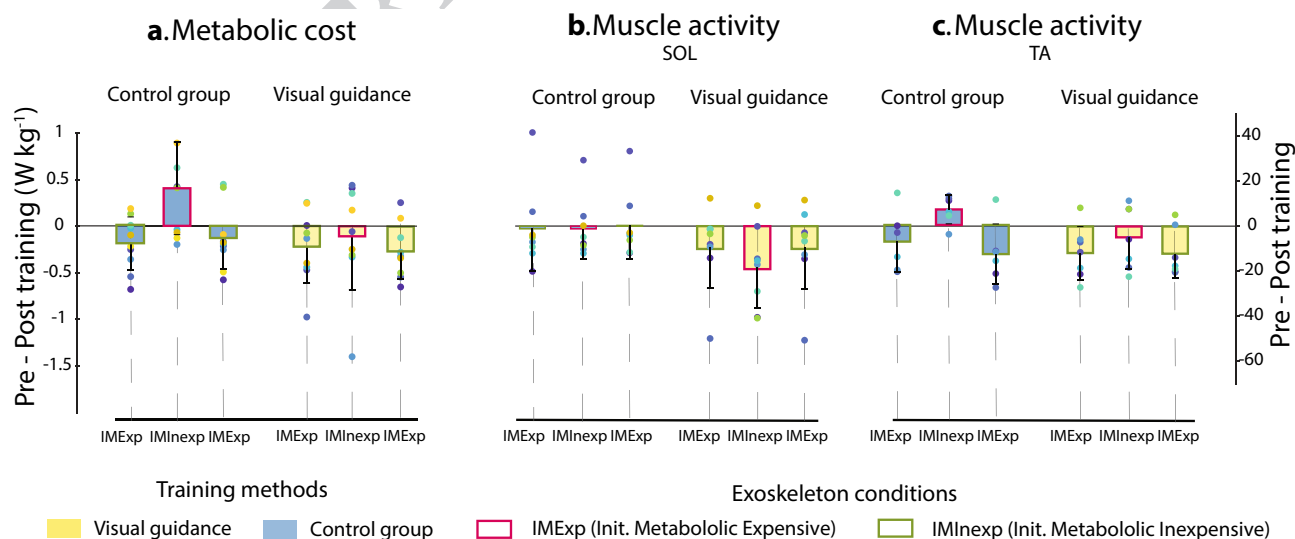 a.Metabolic cost
b.Muscle activity
SOL
c.Muscle activity
TA
Control group Visual guidance
Control group Visual guidance
Control group Visual guidance
Pre - Post training (W kg-1)
1
0.5
0
-0.5
-1
-1.5
40
20
0
-20
-40
-60
Pre - Post training
IMExp IMInexp IMExp IMExp IMInexp IMExp
IMExp IMInexp IMExp IMExp IMInexp IMExp
IMExp IMInexp IMExp IMExp IMInexp IMExp
Training methods
Visual guidance Control group
Exoskeleton conditions
IMExp (Init. Metabololic Expensive) IMInexp (Init. Metabololic Inexpensive)